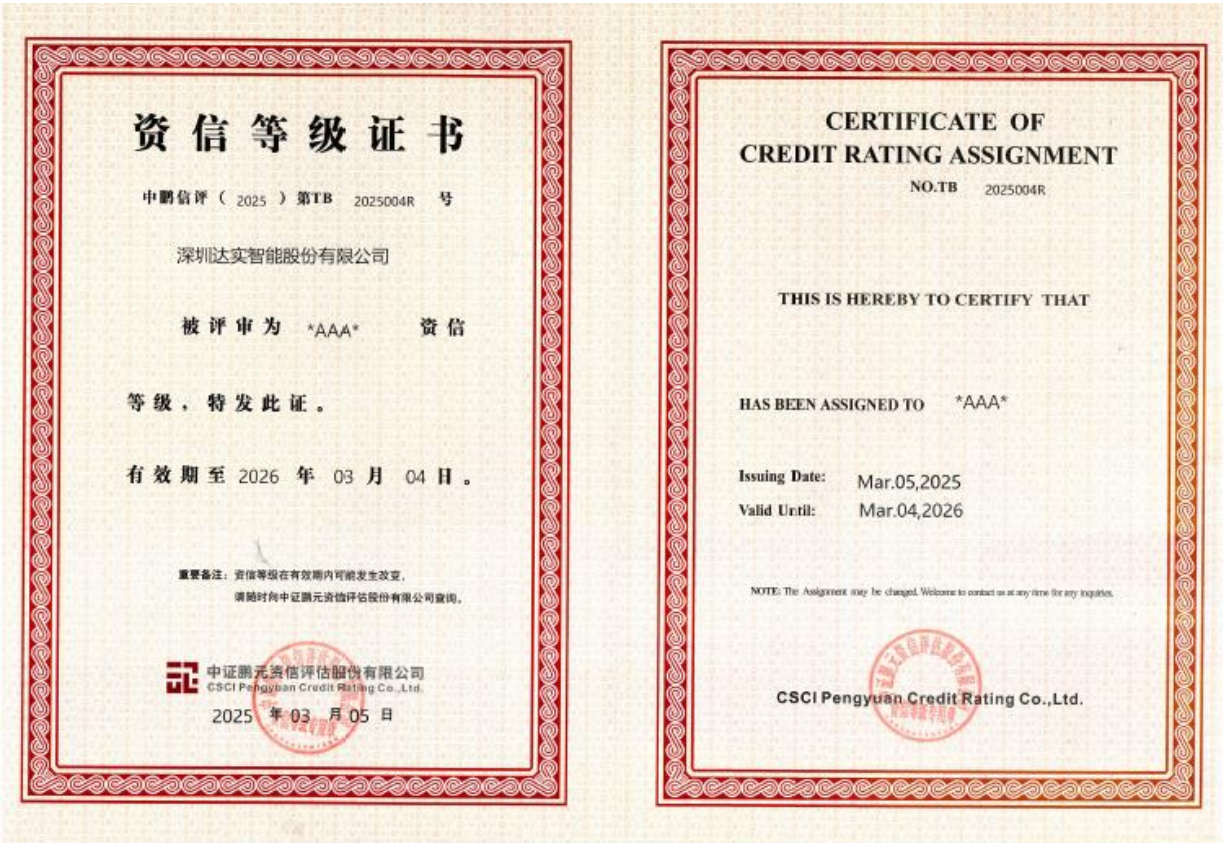 资信等级证书
中鹏信评（ 2025 ）第TB 2025004R 号
深圳达实智能股份有限公司
被评审为 *AAA* 资信
等级，特发此证。
有效期至 2026 年 03 月 04 日。
重要备注：资信等级在有效期内可能发生改变，
请随时向中证鹏元资信评估股份有限公司查询。
中证鹏元资信评估股份有限公司
CSCI Pengyuan Credit Rating Co.,Ltd.
2025 年 03 月 05 日
CERTIFICATE OF
CREDIT RATING ASSIGNMENT
NO.TB 2025004R
THIS IS HEREBY TO CERTIFY THAT
HAS BEEN ASSIGNED TO *AAA*
Issuing Date: Mar.05,2025
Valid Until: Mar.04,2026
NOTE: The Assignment may be changed. Welcome to contact us at any time for any inquiries.
CSCI Pengyuan Credit Rating Co.,Ltd.